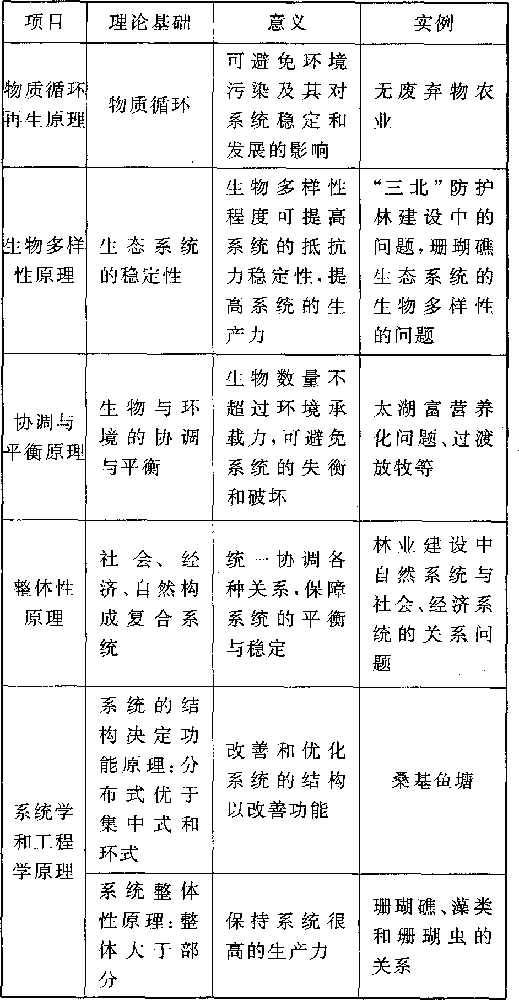 项目
理论基础
意义
实例
物质循环
再生原理
物质循环
可避免环境
污染及其对
系统稳定和
发展的影响
无废弃物农
业
生物多样
性原理
生态系统
的稳定性
生物多样性
程度可提高
系统的抵抗
力稳定性,提
高系统的生
产力
“三北”防护
林建设中的
问题,珊瑚礁
生态系统的
生物多样性
的问题
协调与
平衡原理
生物与环
境的协调
与平衡
生物数量不
超过环境承
载力,可避免
系统的失衡
和破坏
太湖富营养
化问题、过渡
放牧等
整体性
原理
社会、经
济、自然构
成复合系
统
统一协调各
种关系,保障
系统的平衡
与稳定
林业建设中
自然系统与
社会、经济系
统的关系问
题
系统学
和工程
学原理
系统的结
构决定功
能原理:分
布式优于
集中式和
环式
改善和优化
系统的结构
以改善功能
桑基鱼塘
系统整体
性原理:整
体大于部
分
保持系统很
高的生产力
珊瑚礁、藻类
和珊瑚虫的
关系